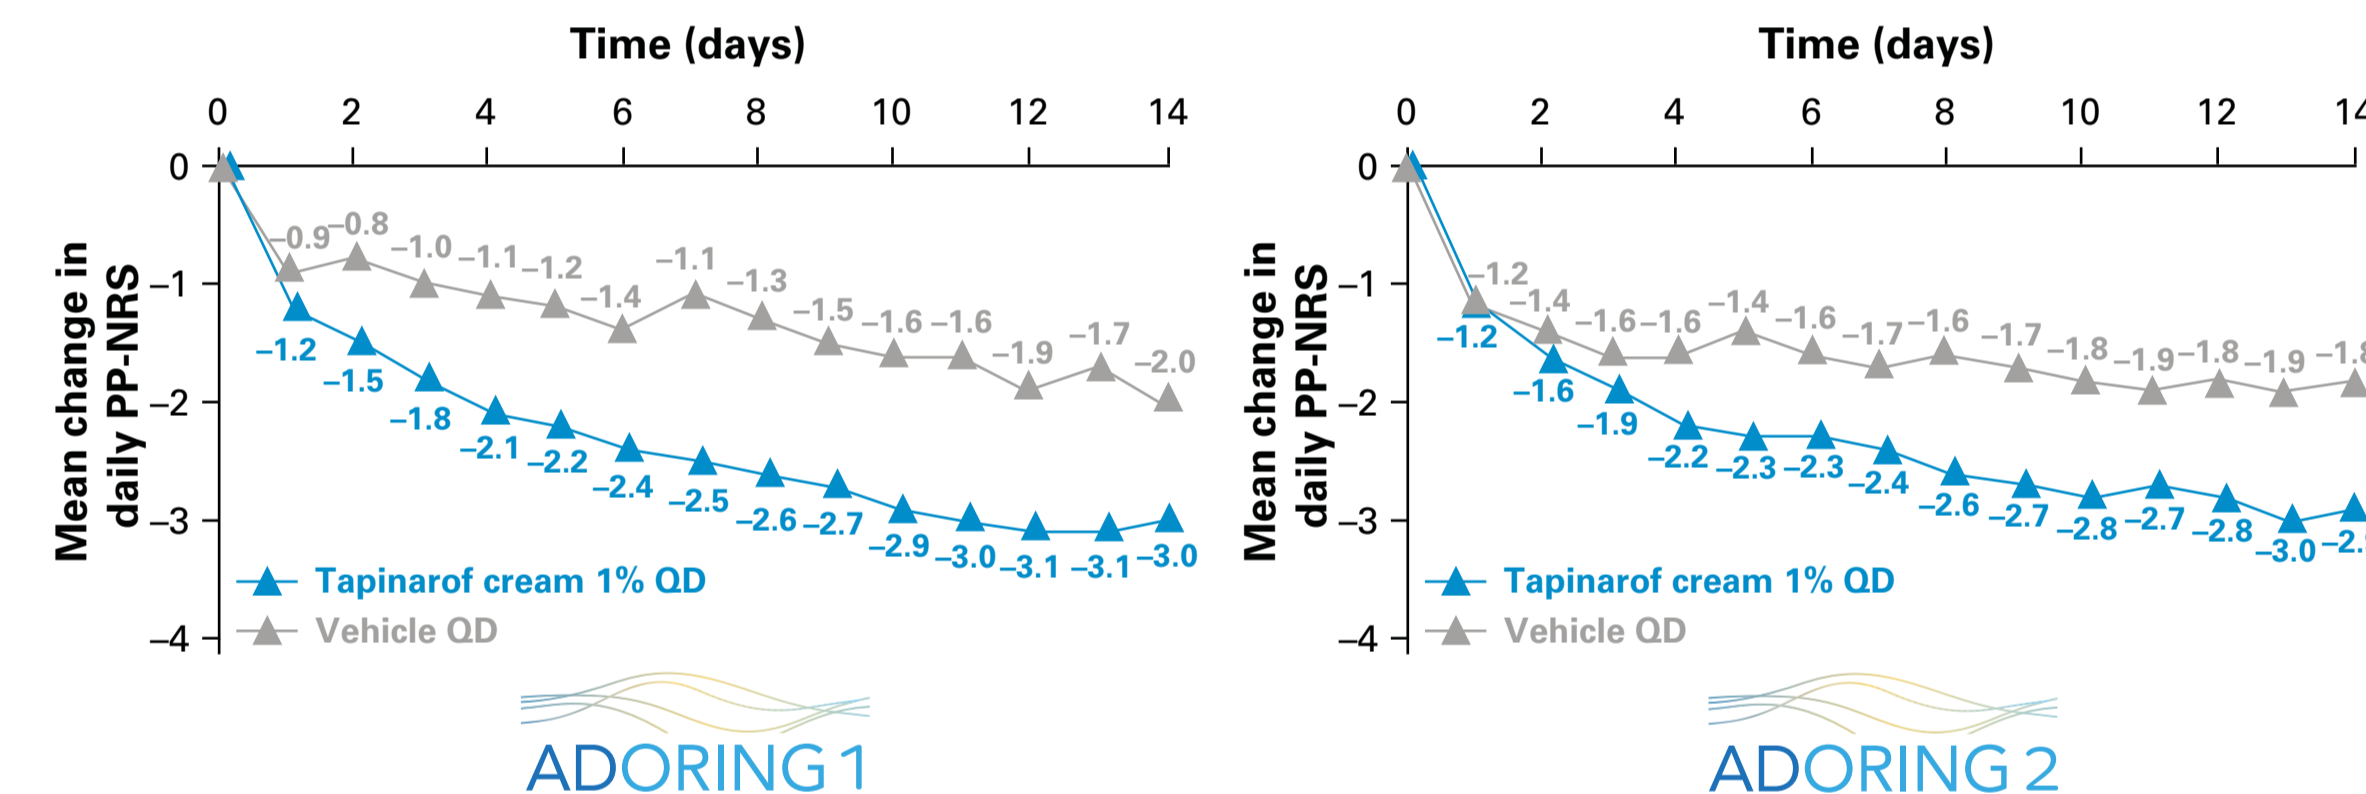 Time (days)
0 2 4 6 8 10 12 14
Mean change in
daily PP-NRS
0
–1
–2
–3
–4
–0.9 –0.8 –1.0 –1.1 –1.2 –1.4 –1.1 –1.3 –1.5 –1.6 –1.6 –1.9 –1.7 –2.0
–1.2 –1.5 –1.8 –2.1 –2.2 –2.4 –2.5 –2.6 –2.7 –2.9 –3.0 –3.1 –3.1 –3.0
Tapinarof cream 1% QD
Vehicle QD
ADORING 1
Time (days)
0 2 4 6 8 10 12 14
Mean change in
daily PP-NRS
0
–1
–2
–3
–4
–1.2 –1.4 –1.6 –1.6 –1.4 –1.6 –1.7 –1.6 –1.7 –1.8 –1.9 –1.8 –1.9 –1.8
–1.2 –1.6 –1.9 –2.2 –2.3 –2.3 –2.4 –2.6 –2.7 –2.8 –2.7 –2.8 –3.0
Tapinarof cream 1% QD
Vehicle QD
ADORING 2